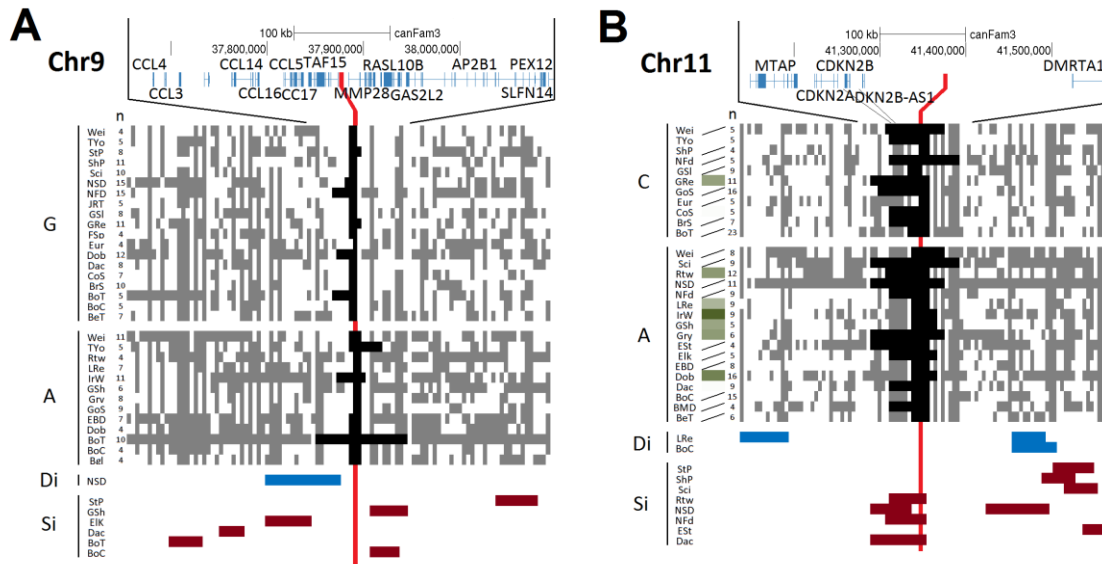 A
100 kb canFam3
Chr9
37,800,000 37,900,000 38,000,000
CCL4 CCL14 CCL5 TAF15 RASL10B AP2B1 PEX12
CCL3 CCL16 CC17 MMP28 GAS2L2 SLFN14
n
G
Wei 4
TYo 5
StP 8
ShP 11
Sci 10
NSD 15
NFD 15
JRT 5
GSl 8
GRe 11
FSp 4
Eur 4
Dob 12
Dac 8
CoS 7
BrS 10
BoT 5
BoC 5
BeT 7
A
Wei 11
TYo 5
Rtw 4
LRe 7
IrW 11
GSh 6
Grv 8
GoS 9
EBD 7
Dob 4
BoT 10
BoC 4
Bel 4
Di
NSD
Si
StP
GSh
ElK
Dac
BoT
BoC
B
100 kb canFam3
Chr11
41,300,000 41,400,000 41,500,000
MTAP CDKN2B DMRTA1
CDKN2A DKN2B-AS1
n
C
Wei 5
TYo 5
ShP 4
NFd 5
GSl 9
GRe 11
GoS 16
Eur 5
CoS 5
BrS 7
BoT 23
A
Wei 8
Sci 9
Rtw 12
NSD 11
NFd 9
LRe 9
IrW 9
GSh 5
Gry 6
ESt 4
Elk 5
EBD 8
Dob 16
Dac 9
BoC 15
BMD 4
BeT 6
Di
LRe
BoC
Si
StP
ShP
Sci
Rtw
NSD
NFd
ESt
Dac